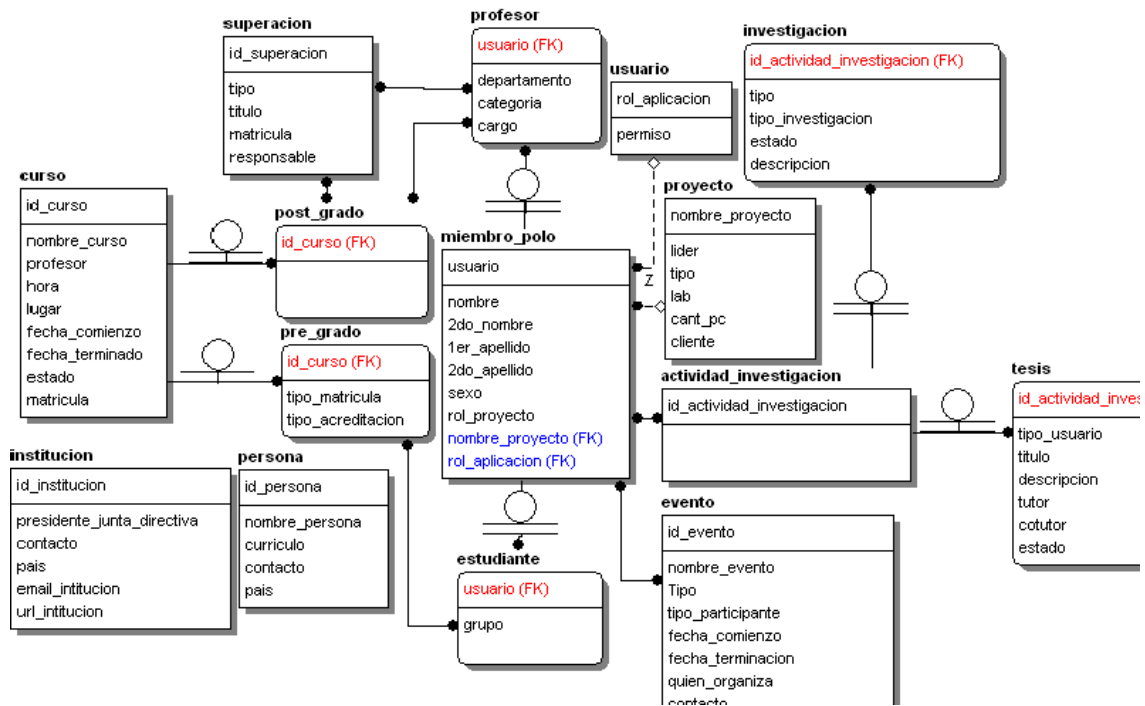 superacion
id_superacion
tipo
titulo
matricula
responsable
profesor
usuario (FK)
departamento
categoria
cargo
usuario
rol_aplicacion
permiso
investigacion
id_actividad_investigacion (FK)
tipo
tipo_investigacion
estado
descripcion
curso
id_curso
nombre_curso
profesor
hora
lugar
fecha_comienzo
fecha_terminado
estado
matricula
post_grado
id_curso (FK)
pre_grado
id_curso (FK)
tipo_matricula
tipo_acreditacion
miembro_polo
usuario
nombre
2do_nombre
1er_apellido
2do_apellido
sexo
rol_proyecto
nombre_proyecto (FK)
rol_aplicacion (FK)
Z
proyecto
nombre_proyecto
lider
tipo
lab
cant_pc
cliente
actividad_investigacion
id_actividad_investigacion
tesis
id_actividad_inves
tipo_usuario
titulo
descripcion
tutor
cotutor
estado
institucion
id_institucion
presidente_junta_directiva
contacto
pais
email_intitucion
url_intitucion
persona
id_persona
nombre_persona
curriculo
contacto
pais
estudiante
usuario (FK)
grupo
evento
id_evento
nombre_evento
Tipo
tipo_participante
fecha_comienzo
fecha_terminacion
quien_organiza
contacto